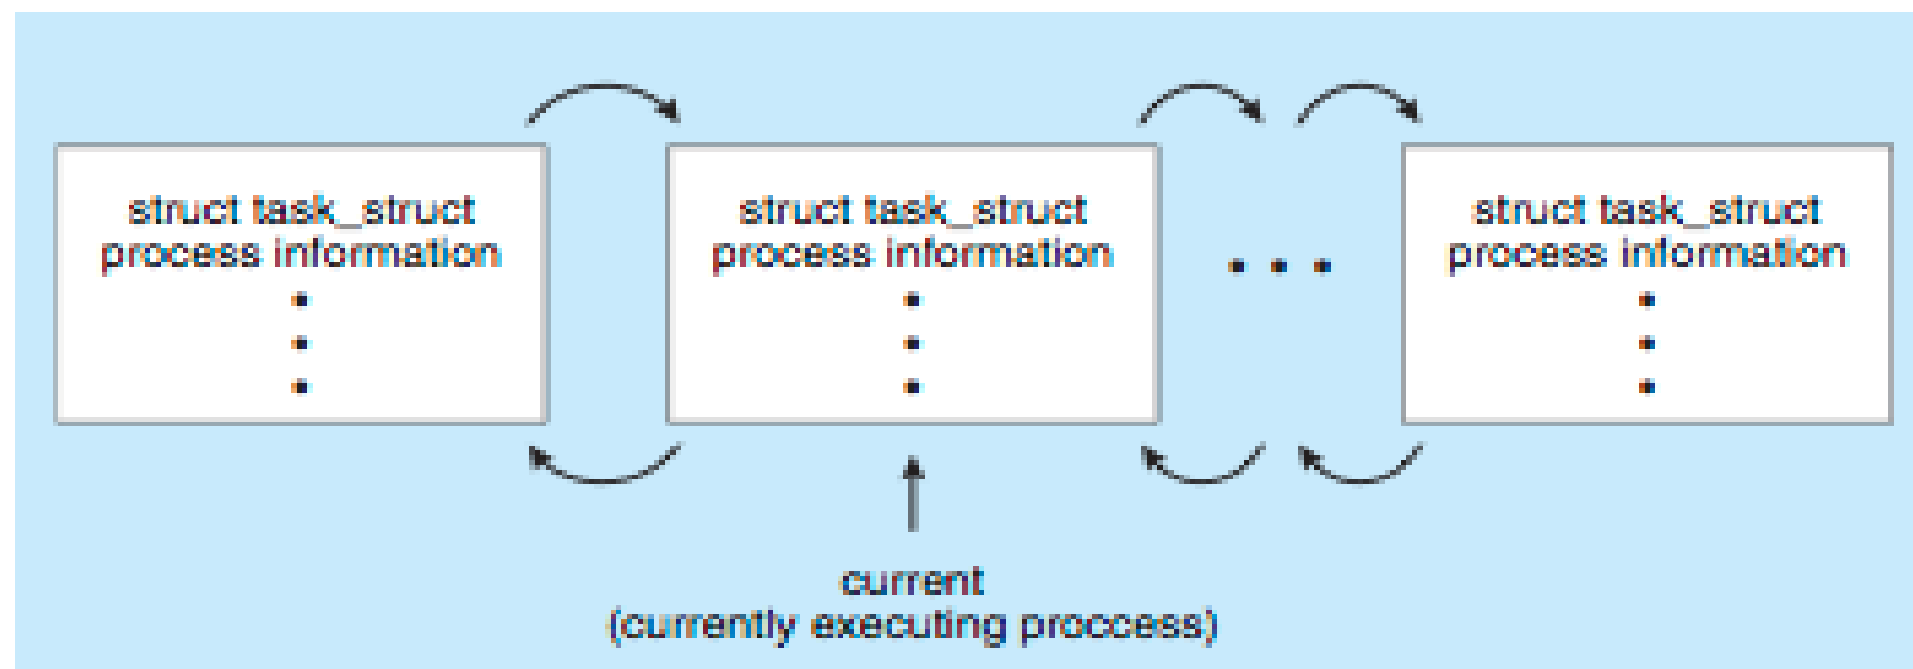 struct task_struct
process information
struct task_struct
process information
struct task_struct
process information
current
(currently executing proccess)